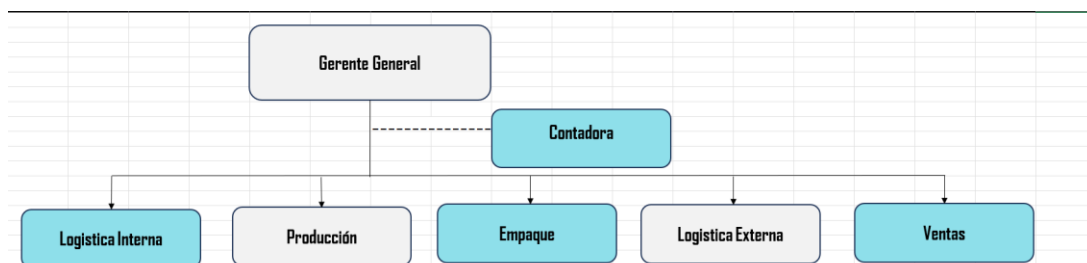 Gerente General
Contadora
Logistica Interna
Producción
Empaque
Logistica Externa
Ventas